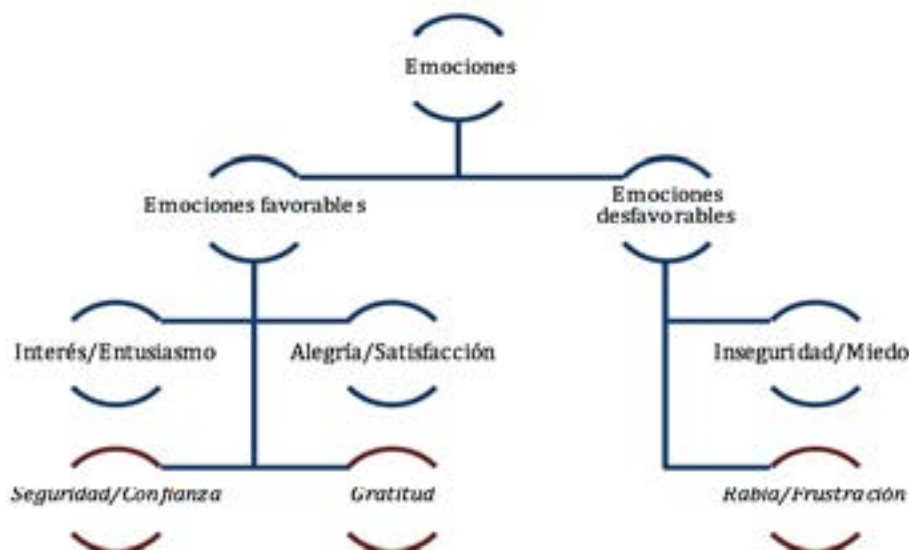 Emociones
Emociones favorables
Emociones
desfavorables
Interés/Entusiasmo
Alegría/Satisfacción
Inseguridad/Miedo
Seguridad/Confianza
Gratitud
Rabia/Frustración